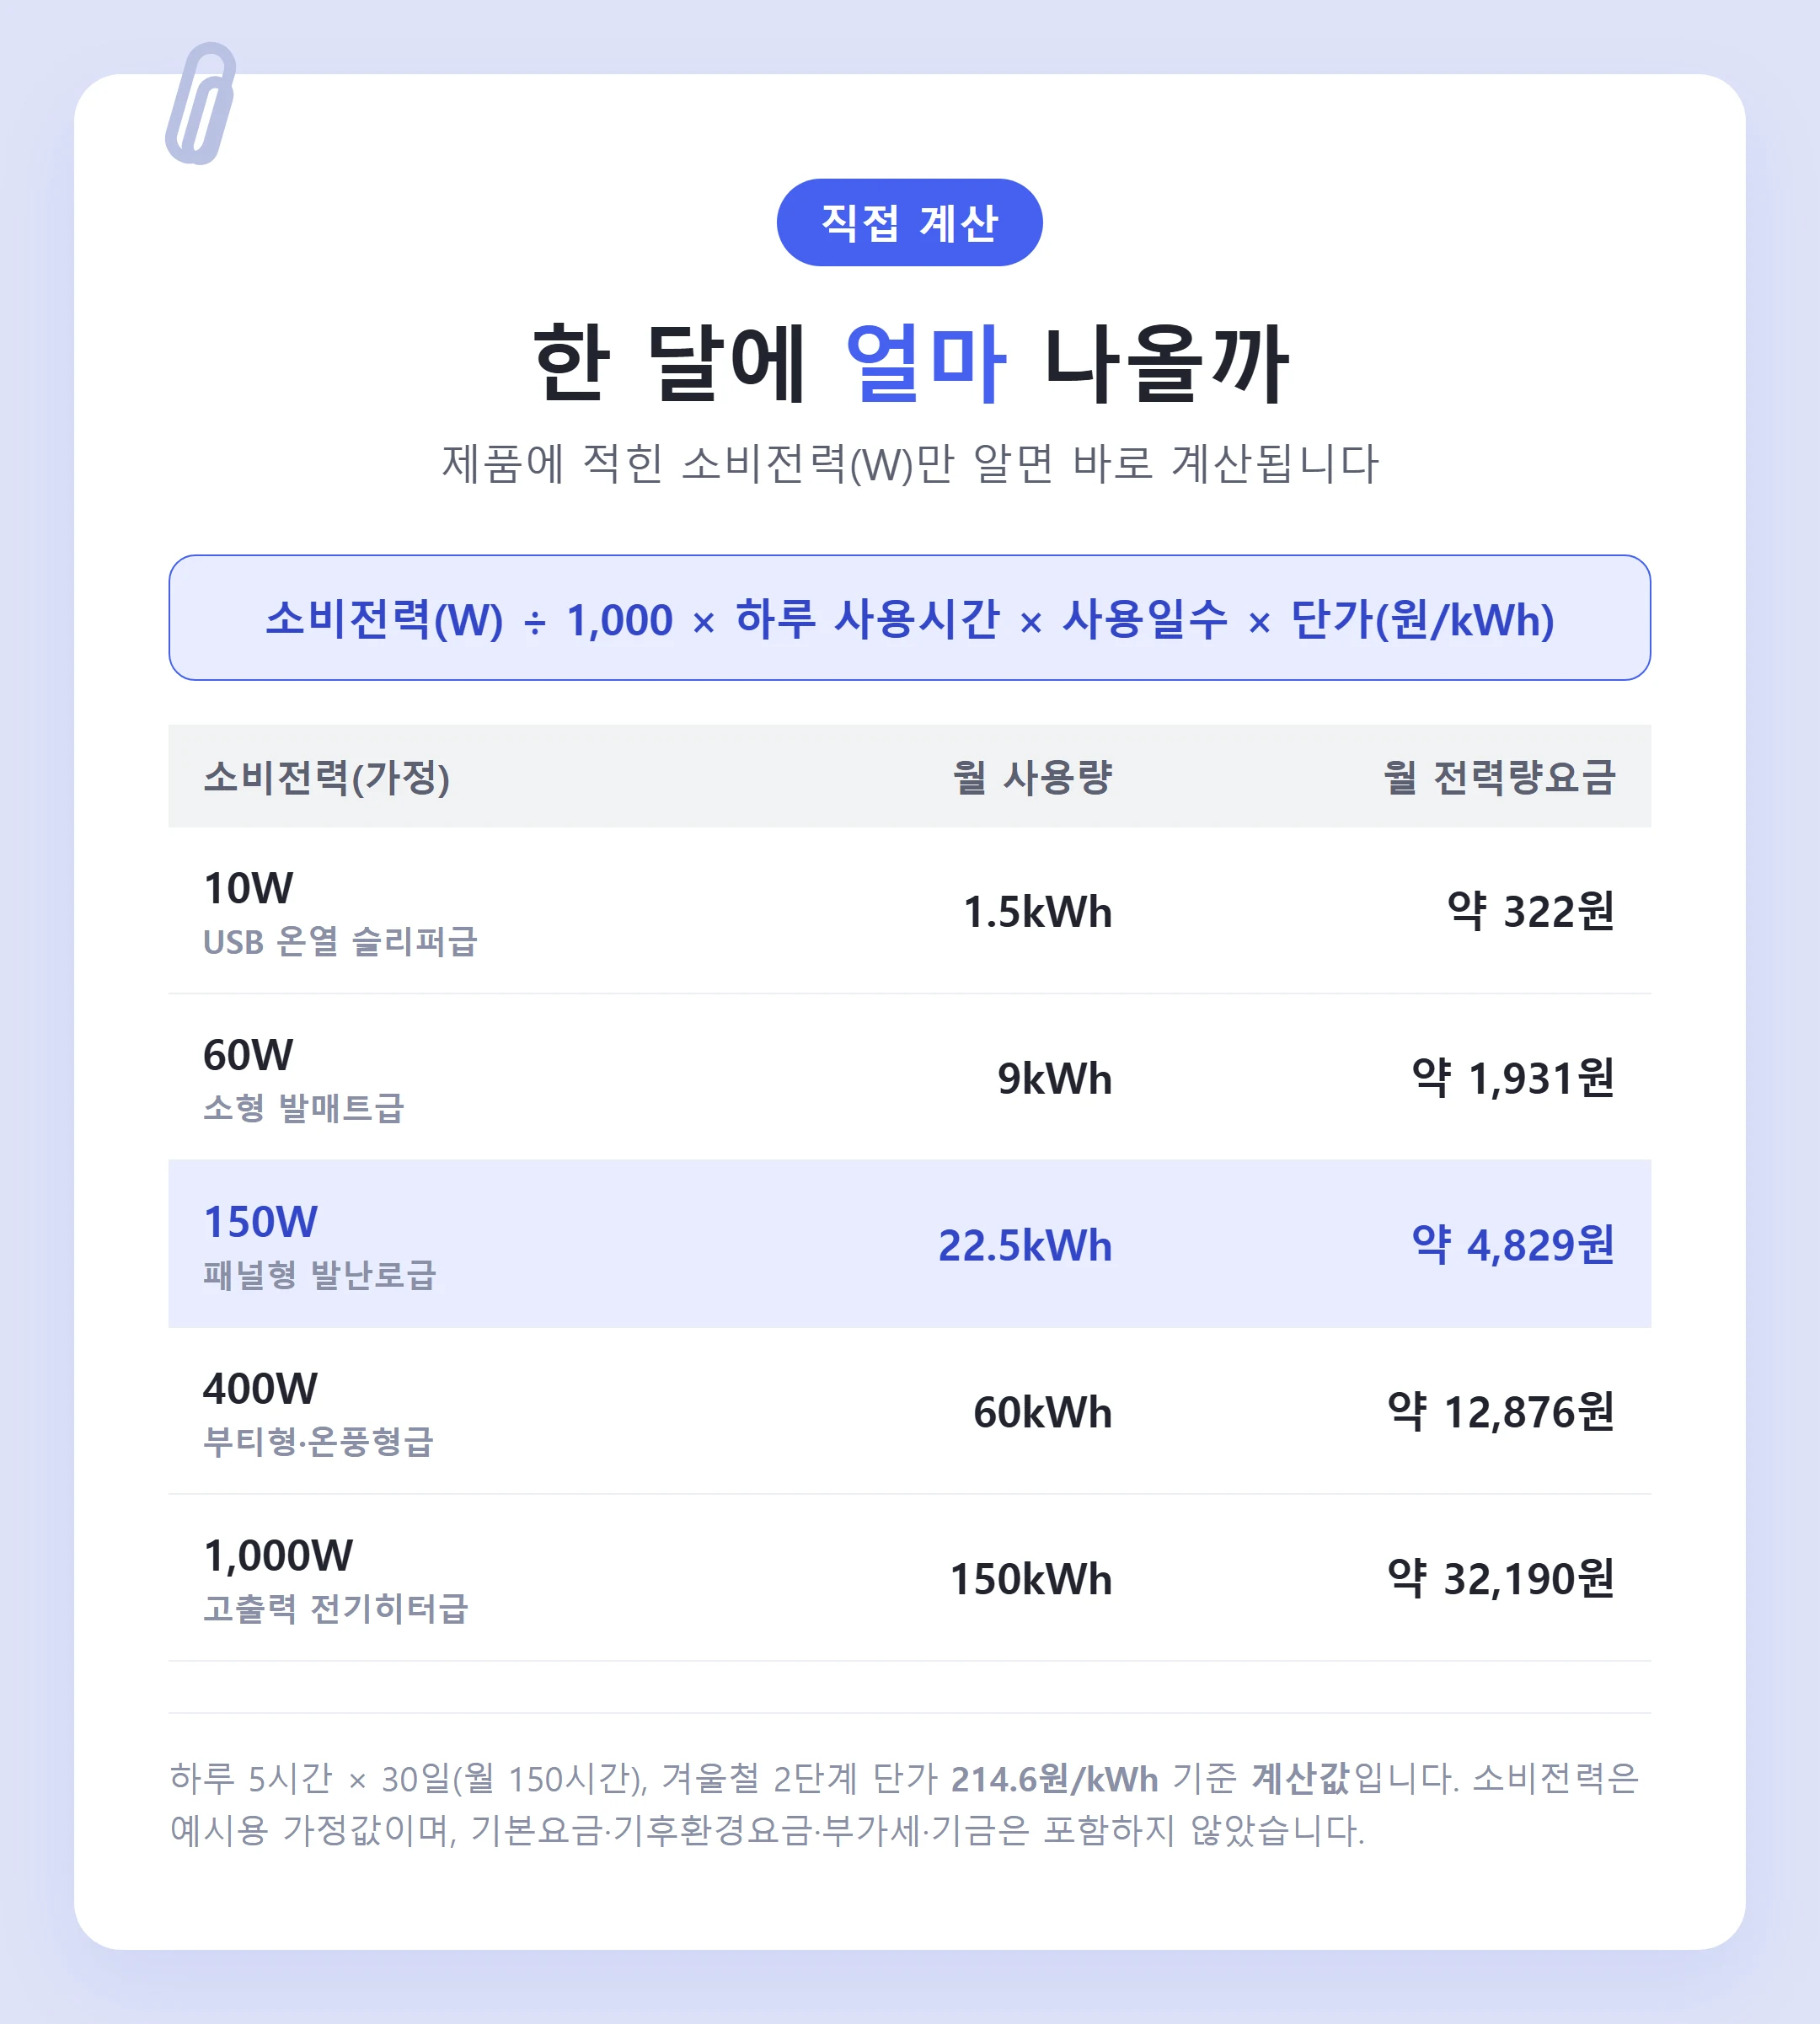 직접 계산
한 달에 얼마 나올까
제품에 적힌 소비전력(W)만 알면 바로 계산됩니다
소비전력(W) ÷ 1,000 × 하루 사용시간 × 사용일수 × 단가(원/kWh)
소비전력(가정) 월 사용량 월 전력량요금
10W
USB 온열 슬리퍼급
1.5kWh 약 322원
60W
소형 발매트급
9kWh 약 1,931원
150W
패널형 발난로급
22.5kWh 약 4,829원
400W
부티형·온풍형급
60kWh 약 12,876원
1,000W
고출력 전기히터급
150kWh 약 32,190원
하루 5시간 × 30일(월 150시간), 겨울철 2단계 단가 214.6원/kWh 기준 계산값입니다. 소비전력은
예시용 가정값이며, 기본요금·기후환경요금·부가세·기금은 포함하지 않았습니다.